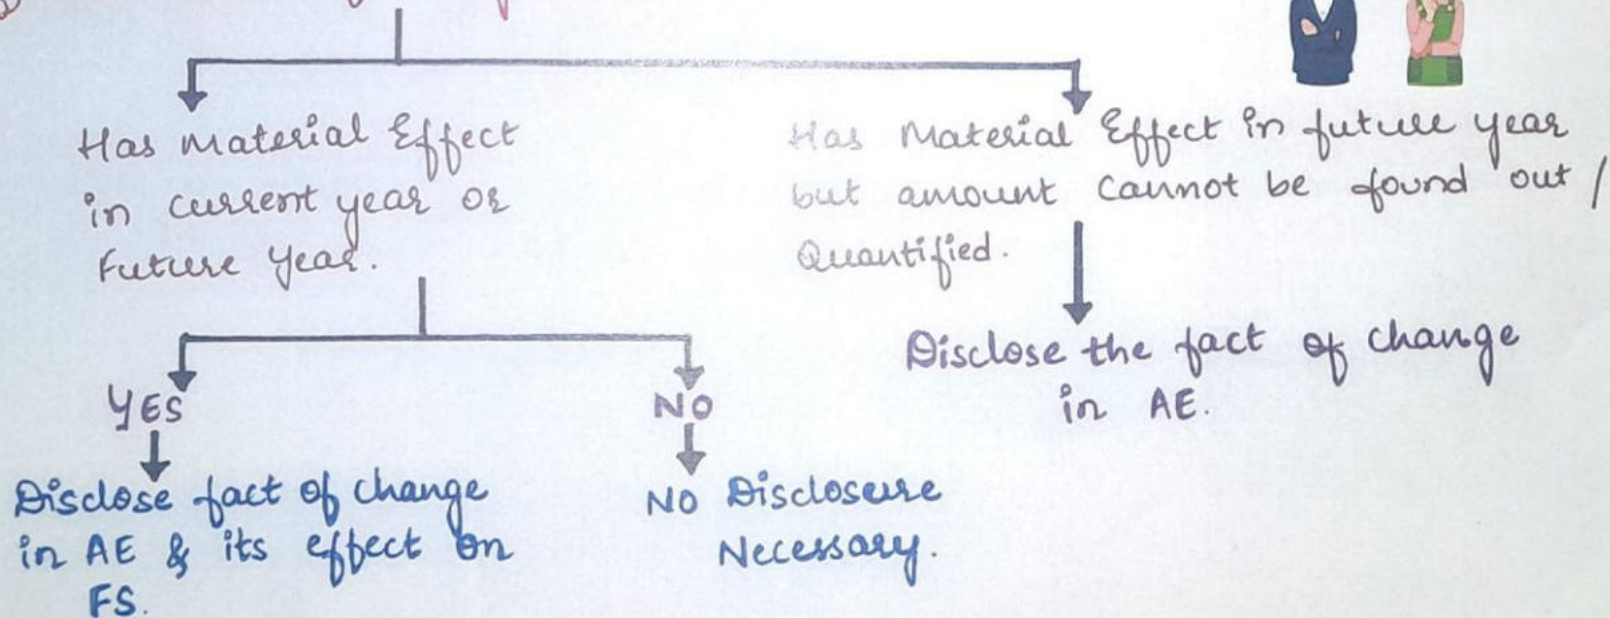 Has Material Effect
in current year or
Future Year.
Has Material Effect in future year
but amount Cannot be found out /
Quantified.
Disclose the fact of change
in AE.
YES
NO
Disclose fact of change
in AE & its effect on
FS.
NO Disclosure
Necessary.